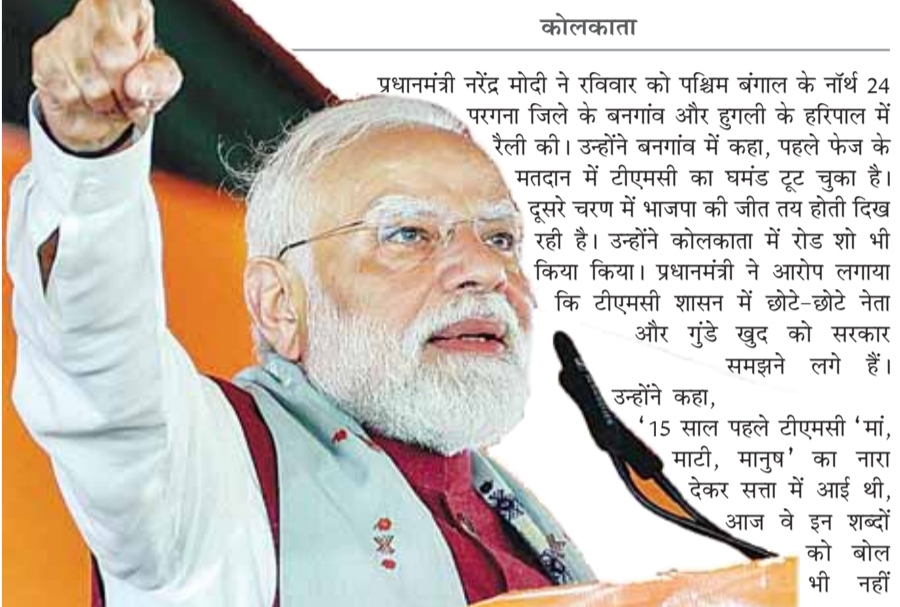 कोलकाता
प्रधानमंत्री नरेंद्र मोदी ने रविवार को पश्चिम बंगाल के नॉर्थ 24
परगना जिले के बनगांव और हुगली के हरिपाल में
रैली की। उन्होंने बनगांव में कहा, पहले फेज के
मतदान में टीएमसी का घमंड टूट चुका है।
दूसरे चरण में भाजपा की जीत तय होती दिख
रही है। उन्होंने कोलकाता में रोड शो भी
किया किया। प्रधानमंत्री ने आरोप लगाया
कि टीएमसी शासन में छोटे-छोटे नेता
और गुंडे खुद को सरकार
समझने लगे हैं।
उन्होंने कहा,
‘15 साल पहले टीएमसी ‘मां,
माटी, मानुष’ का नारा
देकर सत्ता में आई थी,
आज वे इन शब्दों
को बोल
भी नहीं